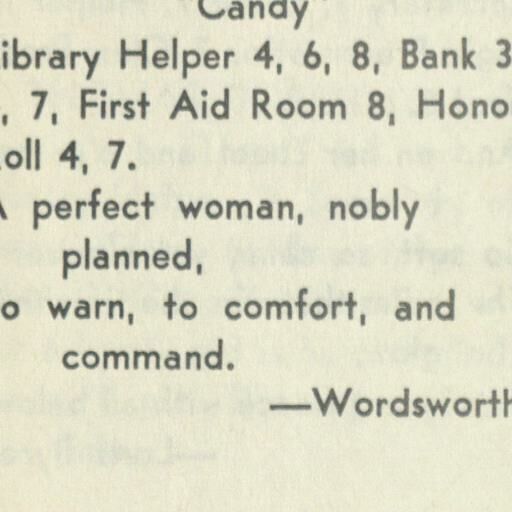 Candy
ibrary Helper 4, 6, 8, Bank 3
, 7, First Aid Room 8, Hono
oll 4, 7.
A perfect woman, nobly
planned,
o warn, to comfort, and
command.
—Wordsworth